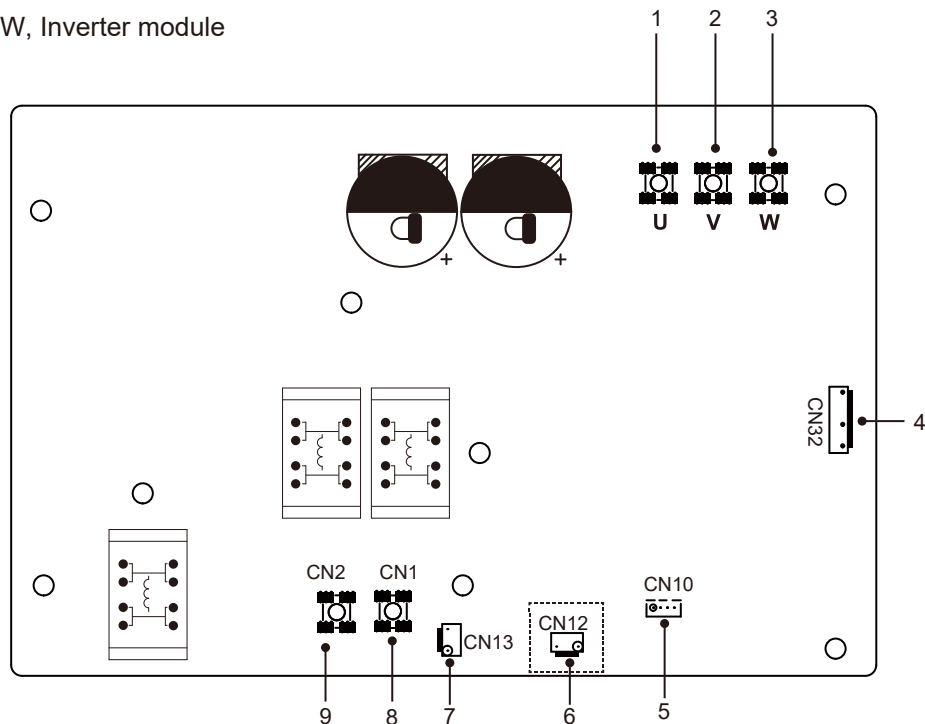 W, Inverter module
1 2 3
U V W
+ +
CN32
4
CN2 CN1
CN10
CN13
CN12
9 8 7 6 5